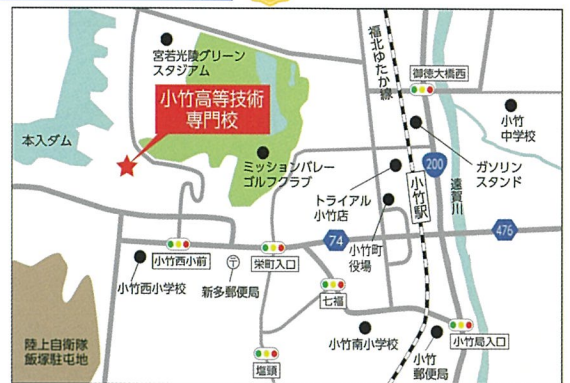 宮若光陵グリーン
スタジアム
小竹高等技術
専門校
本入ダム
ミッションバレー
ゴルフクラブ
福北ゆたか線
御徳大橋西
小竹
中学校
ガソリン
スタンド
200
遠賀川
小竹駅
トライアル
小竹店
小竹町
役場
74
476
小竹西小前
〒
栄町入口
小竹西小学校
新多郵便局
七福
陸上自衛隊
飯塚駐屯地
塩頭
小竹南小学校
小竹局入口
小竹
郵便局